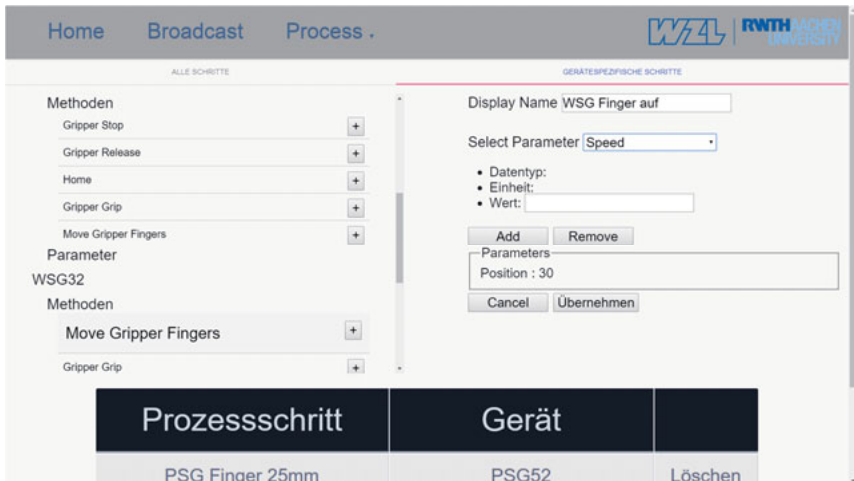 Home Broadcast Process
WZL RWTH AACHEN
UNIVERSITY
ALLE SCHRITTE
GERÄTESPEZIFISCHE SCHRITTE
Methoden
Gripper Stop +
Gripper Release +
Home +
Gripper Grip +
Move Gripper Fingers +
Parameter
WSG32
Methoden
Move Gripper Fingers +
Gripper Grip +
Display Name WSG Finger auf
Select Parameter Speed
• Datentyp:
• Einheit:
• Wert:
Add Remove
Parameters
Position : 30
Cancel Übernehmen
Prozessschritt Gerät
PSG Finger 25mm PSG52 Löschen